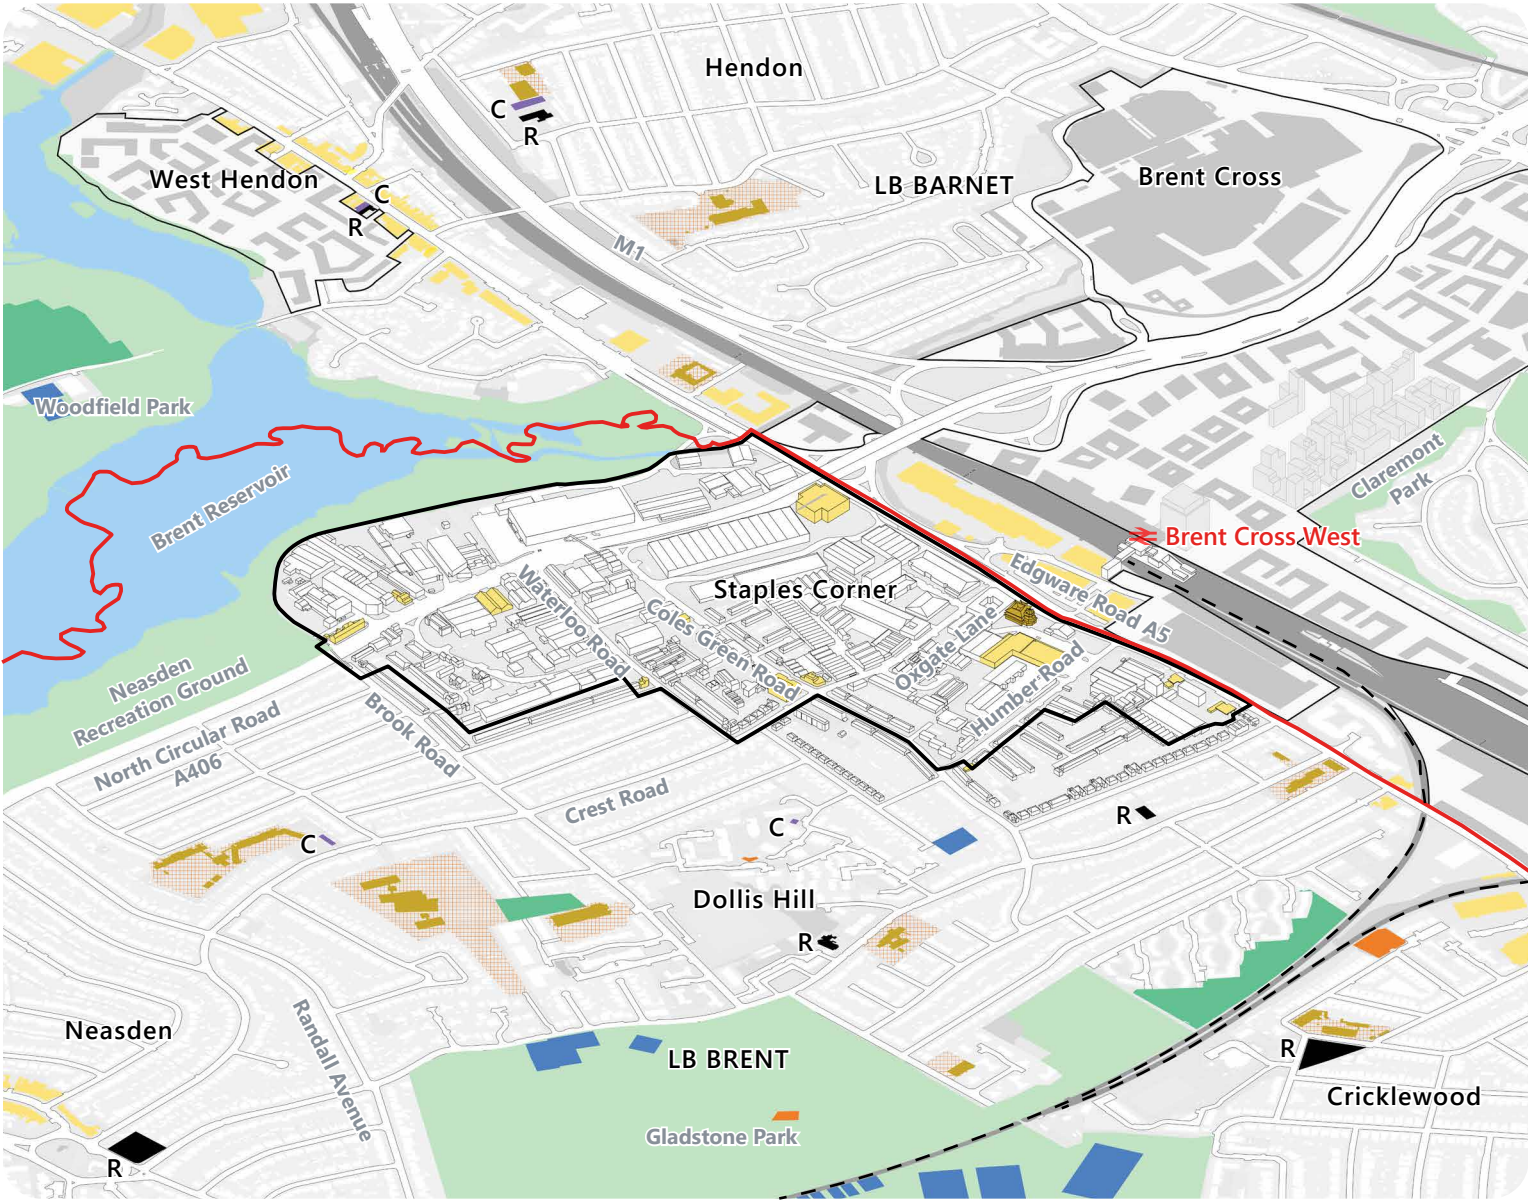 Hendon
C
R
West Hendon
C
R
LB BARNET
Brent Cross
M1
Woodfield Park
Brent Reservoir
Claremont
Park
Brent Cross West
Edgware Road A5
Staples Corner
Waterloo Road
Coles Green Road
Oxgate Lane
Humber Road
Neasden
Recreation Ground
North Circular Road
A406
Brook Road
Crest Road
R
C
C
Dollis Hill
R
Neasden
Randall Avenue
LB BRENT
R
Cricklewood
Gladstone Park
R